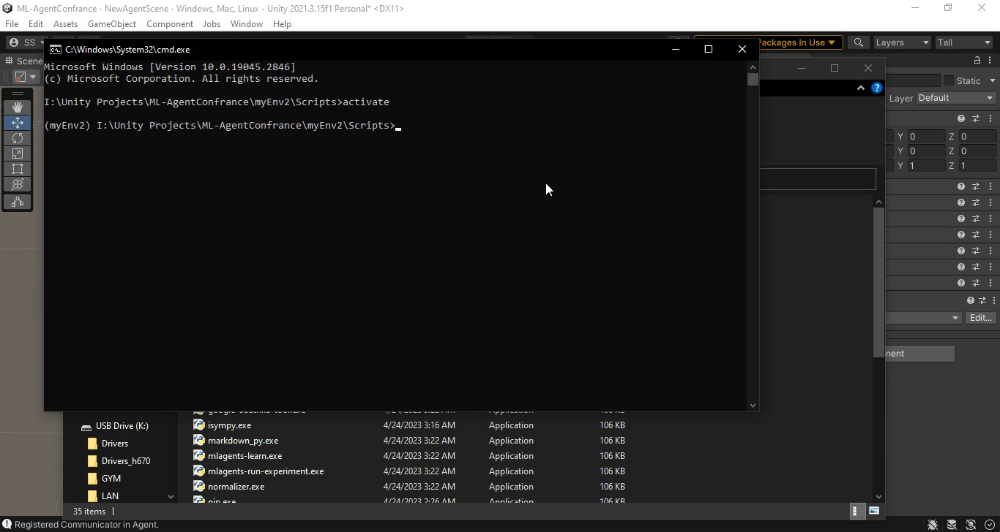 ML-AgentConfrance - NewAgentScene - Windows, Mac, Linux - Unity 2021.3.15f1 Personal* <DX11>
File Edit Assets GameObject Component Jobs Window Help
SS
Packages In Use
Layers
Tall
Scene
C:\Windows\System32\cmd.exe
Microsoft Windows [Version 10.0.19045.2846]
(c) Microsoft Corporation. All rights reserved.
I:\Unity Projects\ML-AgentConfrance\myEnv2\Scripts>activate
(myEnv2) I:\Unity Projects\ML-AgentConfrance\myEnv2\Scripts>
Static
Layer Default
Y 0 Z 0
Y 0 Z 0
Y 1 Z 1
Edit...
nent
USB Drive (K:)
Drivers
Drivers_h670
GYM
LAN
isympy.exe 4/24/2023 3:16 AM Application 106 KB
markdown_py.exe 4/24/2023 3:22 AM Application 106 KB
mlagents-learn.exe 4/24/2023 3:22 AM Application 106 KB
mlagents-run-experiment.exe 4/24/2023 3:22 AM Application 106 KB
normalizer.exe 4/24/2023 3:22 AM Application 106 KB
pip.exe 4/24/2023 2:26 AM Application 106 KB
35 items
Registered Communicator in Agent.